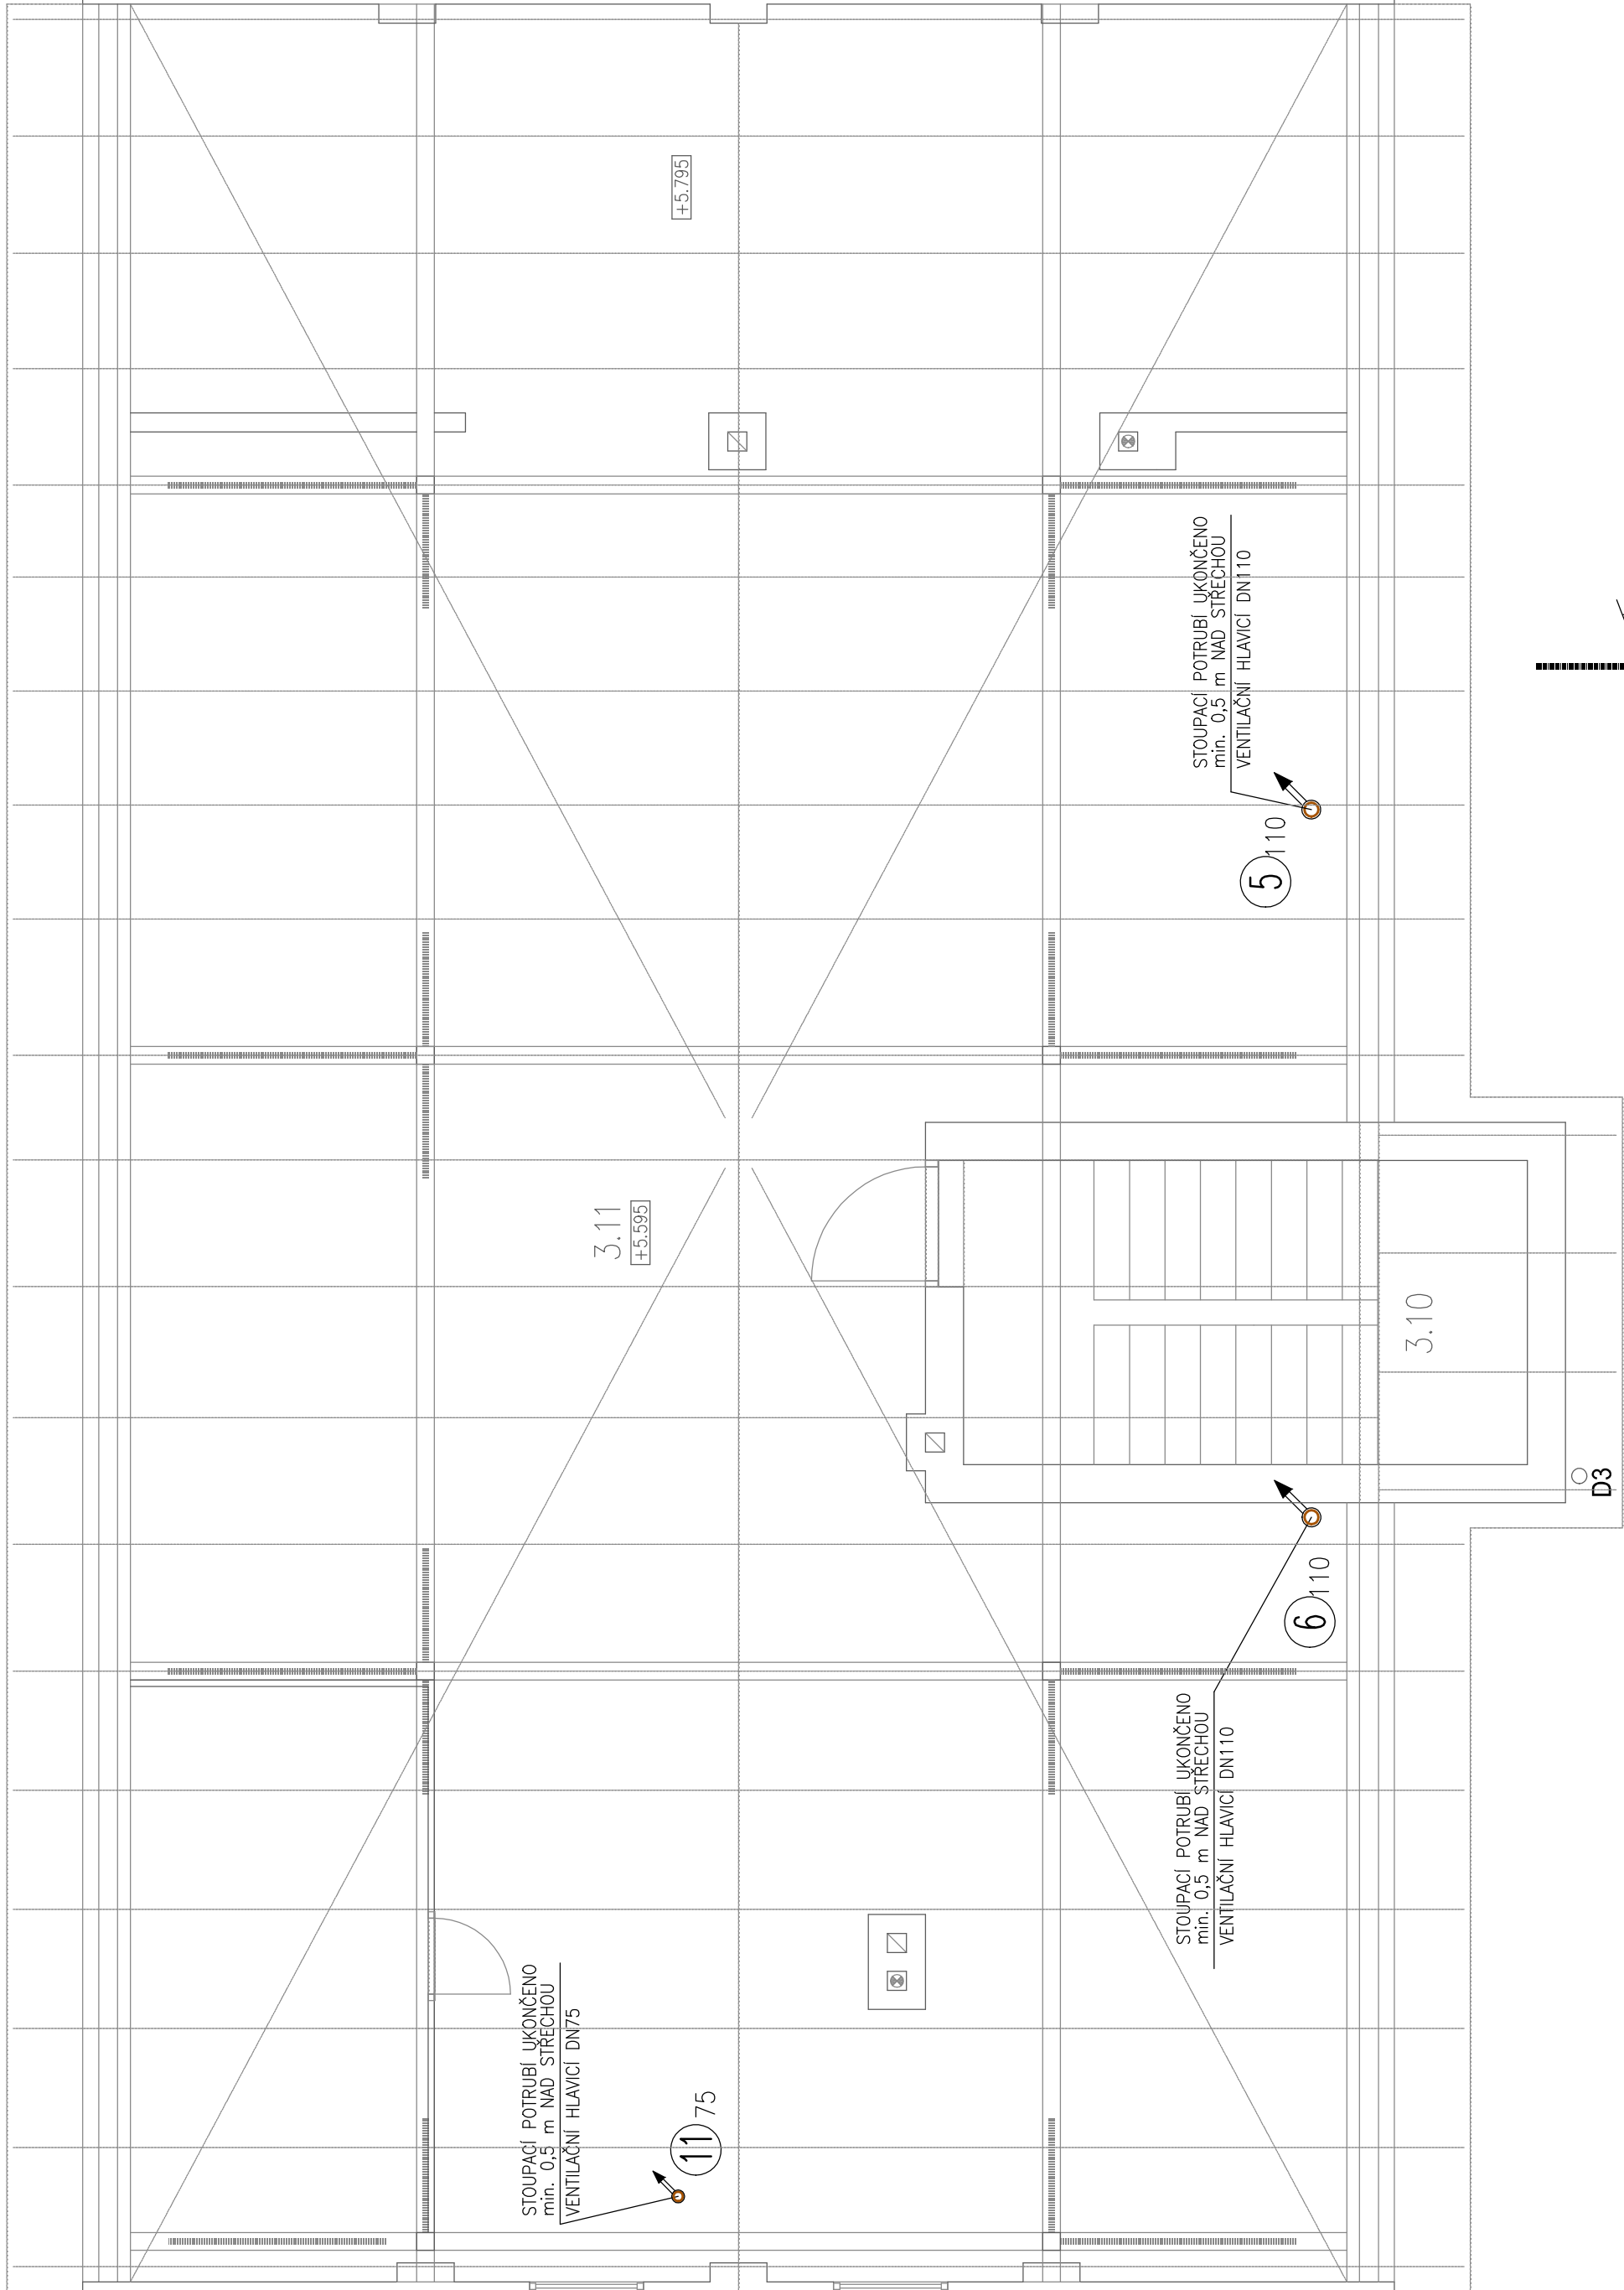 +5.795
STOUPACÍ POTRUBÍ UKONČENO
min. 0,5 m NAD STŘECHOU
VENTILAČNÍ HLAVICÍ DN110
5 110
3.11
+5.595
3.10
D3
6 110
STOUPACÍ POTRUBÍ UKONČENO
min. 0,5 m NAD STŘECHOU
VENTILAČNÍ HLAVICÍ DN110
STOUPACÍ POTRUBÍ UKONČENO
min. 0,5 m NAD STŘECHOU
VENTILAČNÍ HLAVICÍ DN75
11 75